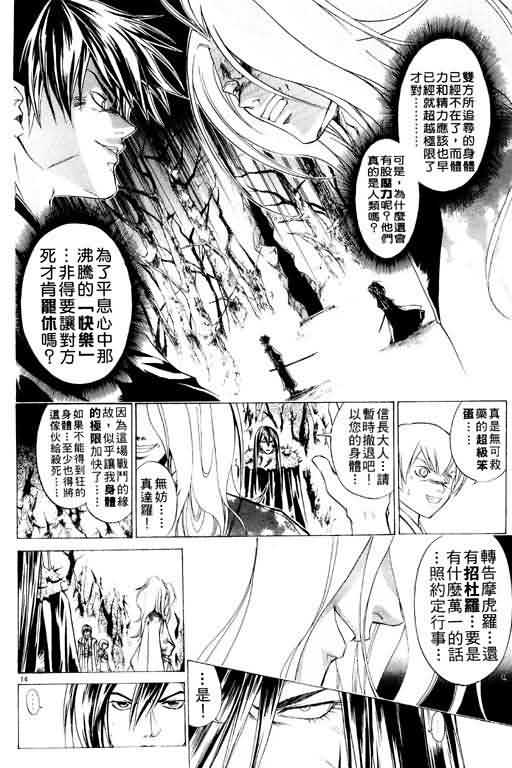 雙方所追尋的身體
已經不在了，而體
力和精力應該也早
已經就超越極限了
才對………
可是，為什麼還會
有股魔力呢？他們
真的是人類嗎？
為了平息心中那
沸騰的「快樂」
…非得要讓對方
死才肯罷休嗎？
真是無可救
藥的超級笨
蛋…
信長大人…請
暫時撤退吧！
以您的身體…
無妨…
真達羅！
因為這場戰鬥的緣
故，似乎讓我身體
的極限加快了……
如果不能得到狂的
身體…至少也得將
這傢伙給殺死…
轉告摩虎羅…還
有招杜羅…要是
有什麼萬一的話
…照約定行事…
14
…是！
…